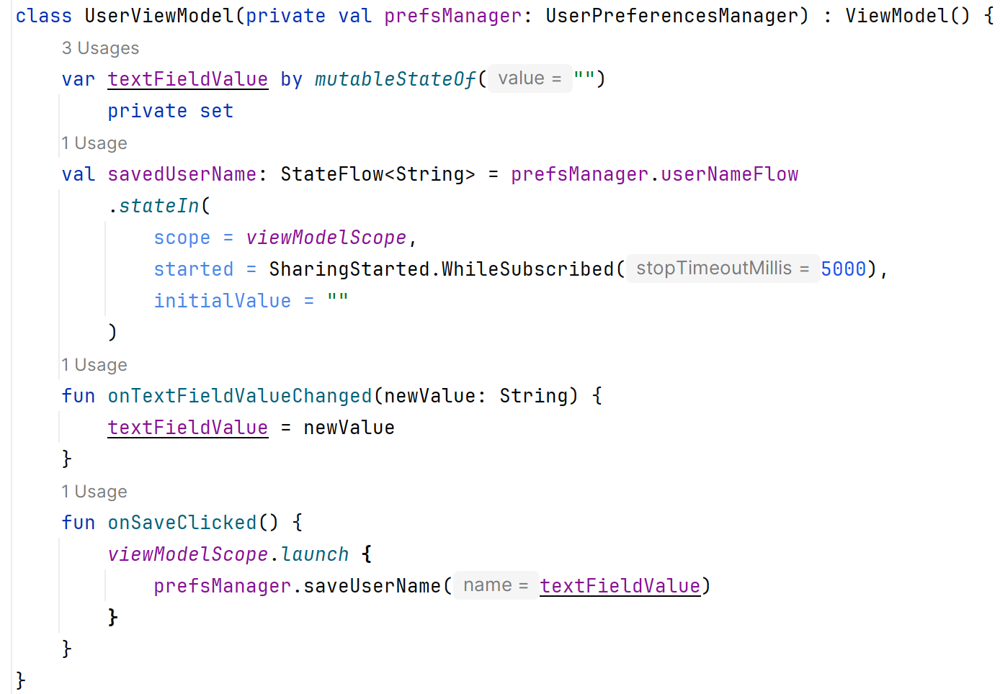 class UserViewModel(private val prefsManager: UserPreferencesManager) : ViewModel() {
3 Usages
var textFieldValue by mutableStateOf( value = "")
private set
1 Usage
val savedUserName: StateFlow<String> = prefsManager.userNameFlow
.stateIn(
scope = viewModelScope,
started = SharingStarted.WhileSubscribed( stopTimeoutMillis = 5000),
initialValue = ""
)
1 Usage
fun onTextFieldValueChanged(newValue: String) {
textFieldValue = newValue
}
1 Usage
fun onSaveClicked() {
viewModelScope.launch {
prefsManager.saveUserName( name = textFieldValue)
}
}
}